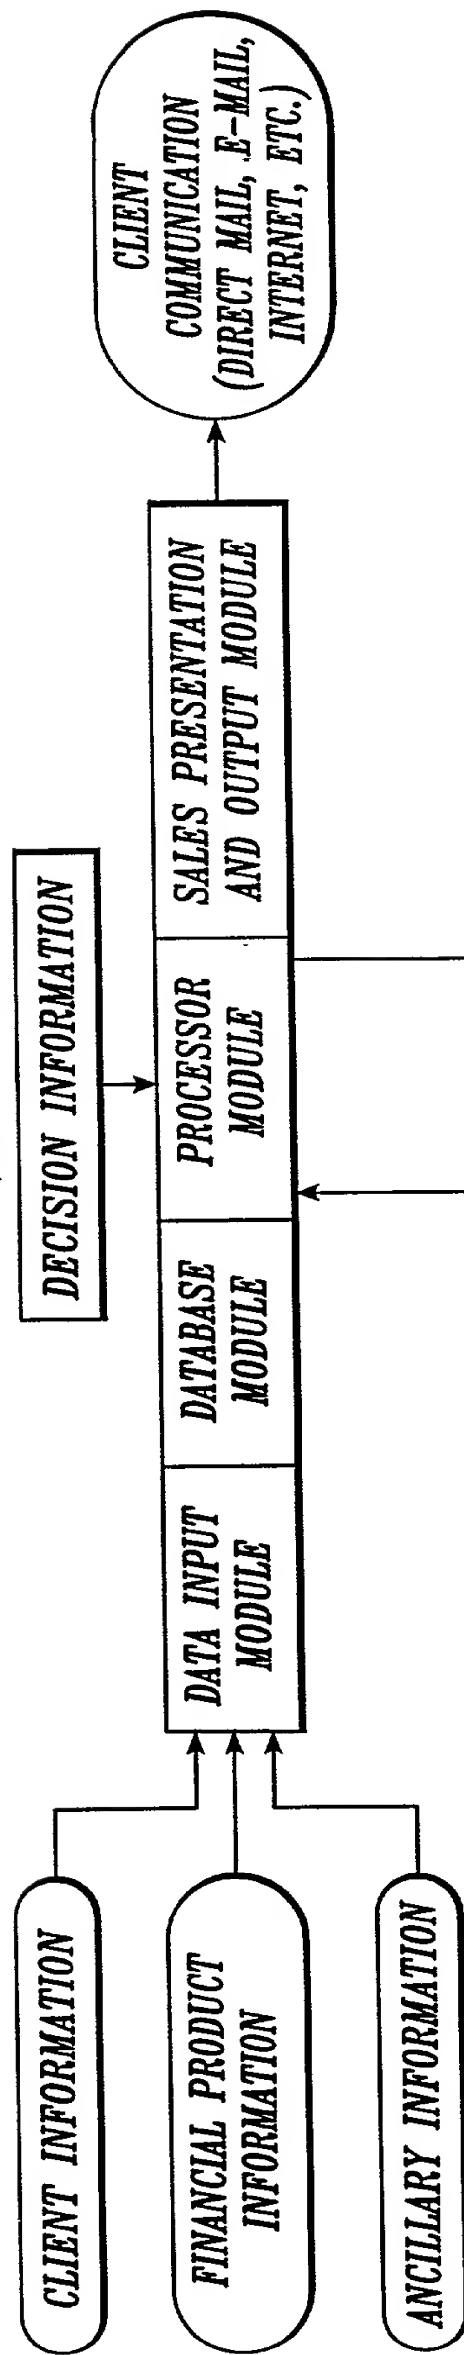 CLIENT INFORMATION
FINANCIAL PRODUCT
INFORMATION
ANCILLARY INFORMATION
DATA INPUT
MODULE
DATABASE
MODULE
DECISION INFORMATION
PROCESSOR
MODULE
SALES PRESENTATION
AND OUTPUT MODULE
CLIENT
COMMUNICATION
(DIRECT MAIL, E-MAIL,
INTERNET, ETC.)